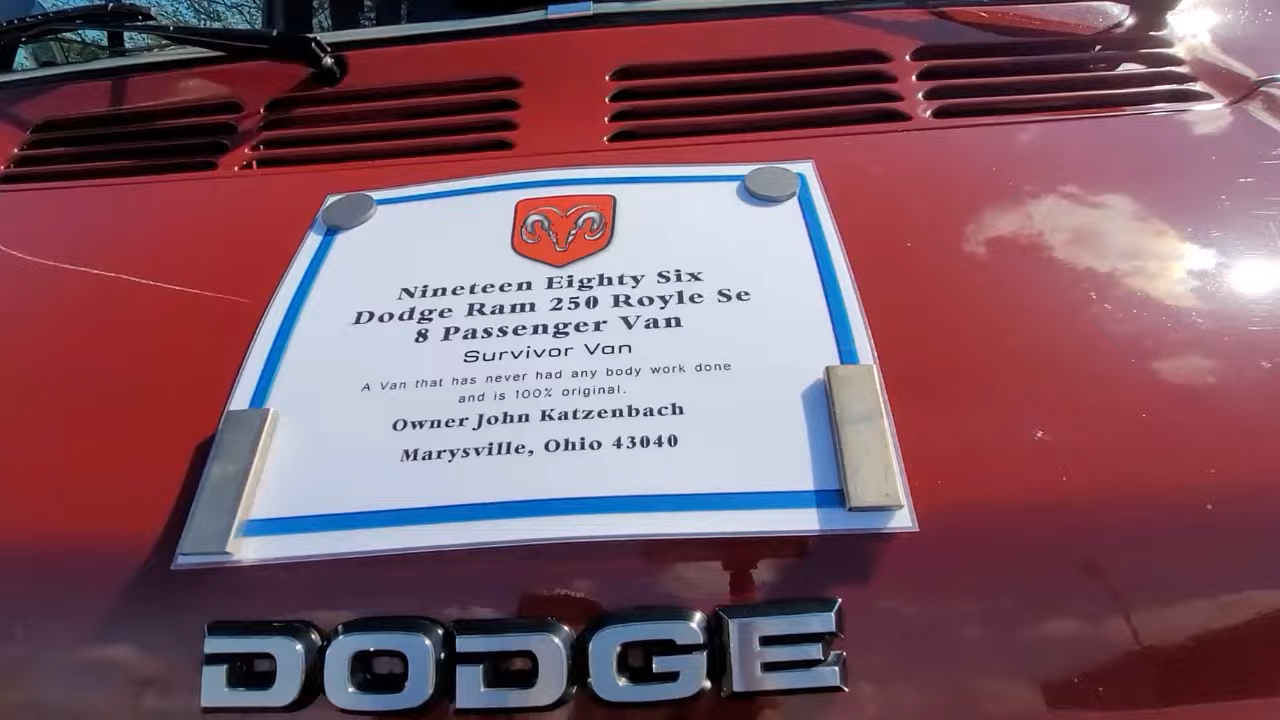 Nineteen Eighty Six
Dodge Ram 250 Royle Se
8 Passenger Van
Survivor Van
A Van that has never had any body work done
and is 100% original.
Owner John Katzenbach
Marysville, Ohio 43040
DODGE